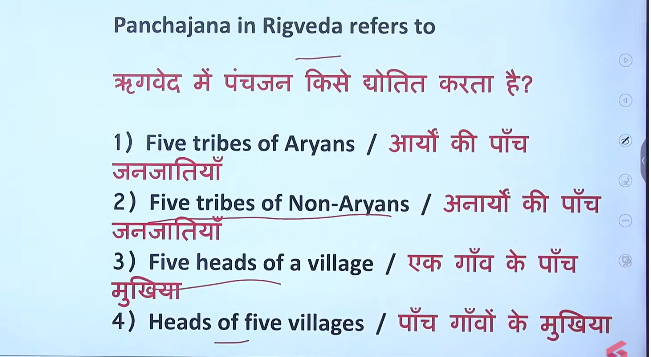 Panchajana in Rigveda refers to
ऋगवेद में पंचजन किसे द्योतित करता है?
1) Five tribes of Aryans / आर्यों की पाँच
जनजातियाँ
2) Five tribes of Non-Aryans / अनार्यों की पाँच
जनजातियाँ
3) Five heads of a village / एक गाँव के पाँच
मुखिया
4) Heads of five villages / पाँच गाँवों के मुखिया